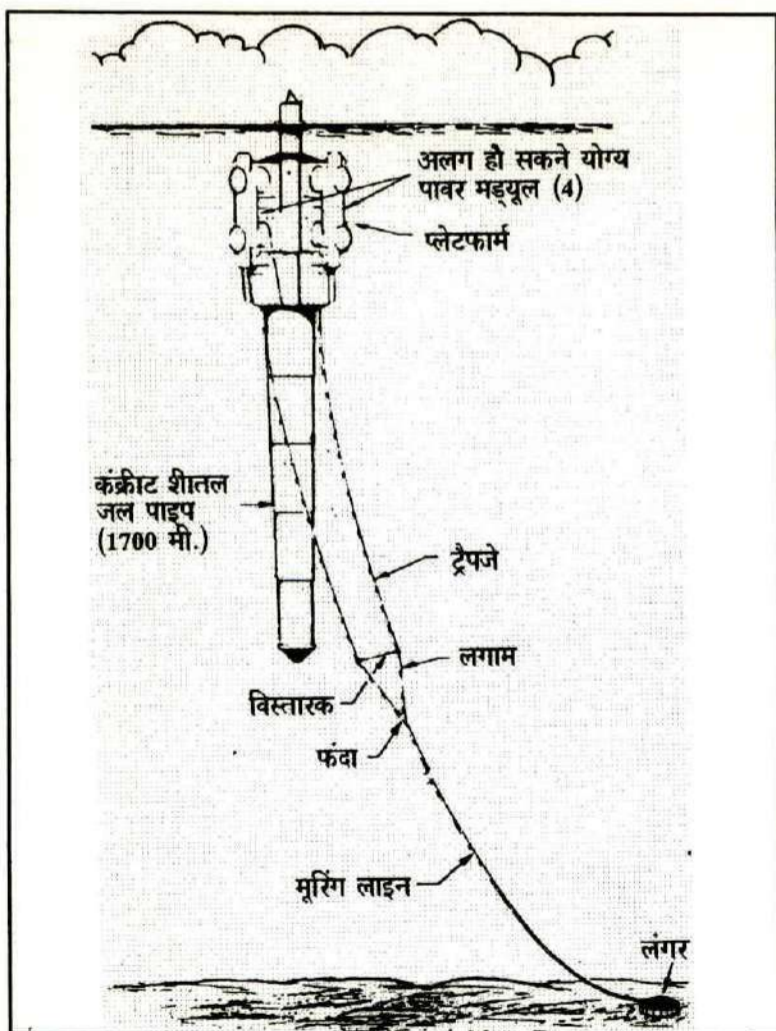 अलग हो सकने योग्य
पावर मड्यूल (4)
प्लेटफार्म
कंक्रीट शीतल
जल पाइप
(1700 मी.)
ट्रैपजे
लगाम
विस्तारक
फंदा
मूरिंग लाइन
लंगर